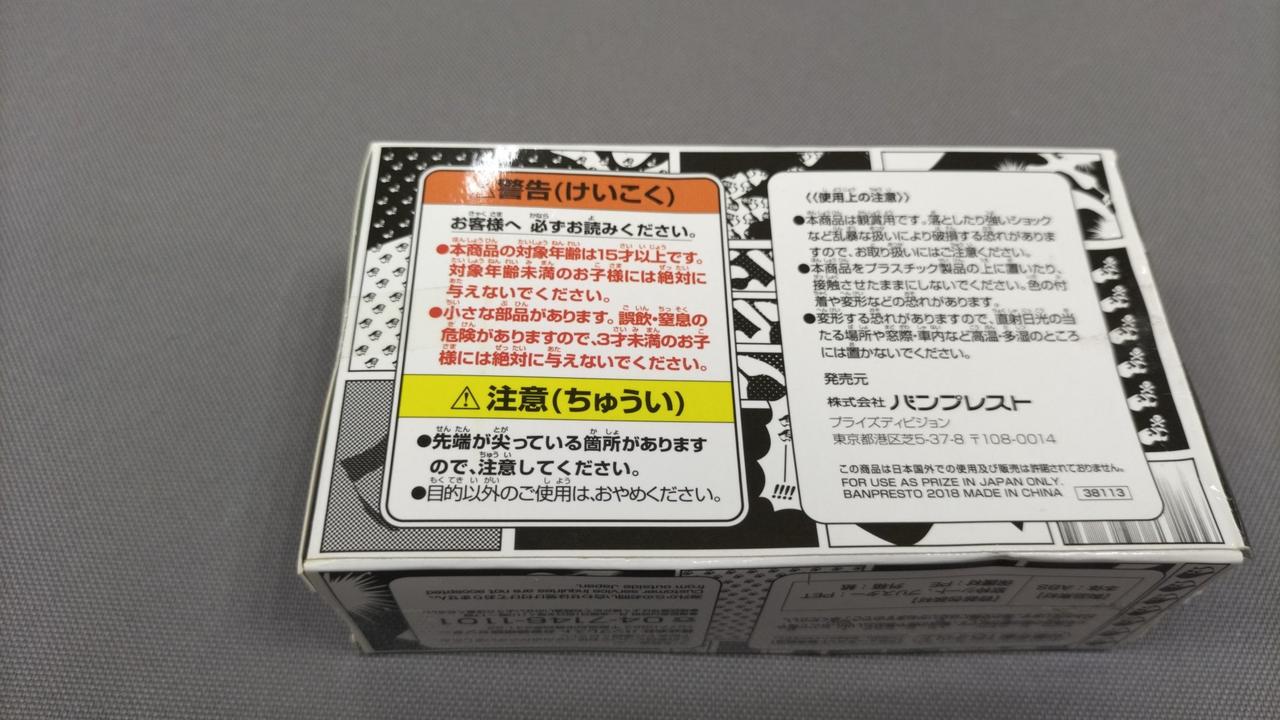 警告(けいこく)
お客様へ 必ずお読みください。
●本商品の対象年齢は15才以上です。
対象年齢未満のお子様には絶対に
与えないでください。
●小さな部品があります。誤飲・窒息の
危険がありますので、3才未満のお子
様には絶対に与えないでください。
⚠注意(ちゅうい)
●先端が尖っている箇所があります
ので、注意してください。
●目的以外のご使用は、おやめください。
《使用上の注意》
●本商品は観賞用です。落としたり強いショック
など乱暴な扱いにより破損する恐れがありま
すので、お取り扱いにはご注意ください。
●本商品をプラスチック製品の上に置いたり、
接触させたままにしないでください。色の付
着や変形などの恐れがあります。
●変形する恐れがありますので、直射日光の当
たる場所や窓際・車内など高温・多湿のところ
には置かないでください。
発売元
株式会社 バンプレスト
プライズディビジョン
東京都港区芝5-37-8 〒108-0014
この商品は日本国外での使用及び販売は許諾されておりません。
FOR USE AS PRIZE IN JAPAN ONLY.
BANPRESTO 2018 MADE IN CHINA 38113
!!!!
☎04-7146-1101
Customer service inquiries are not accepted
from outside Japan.